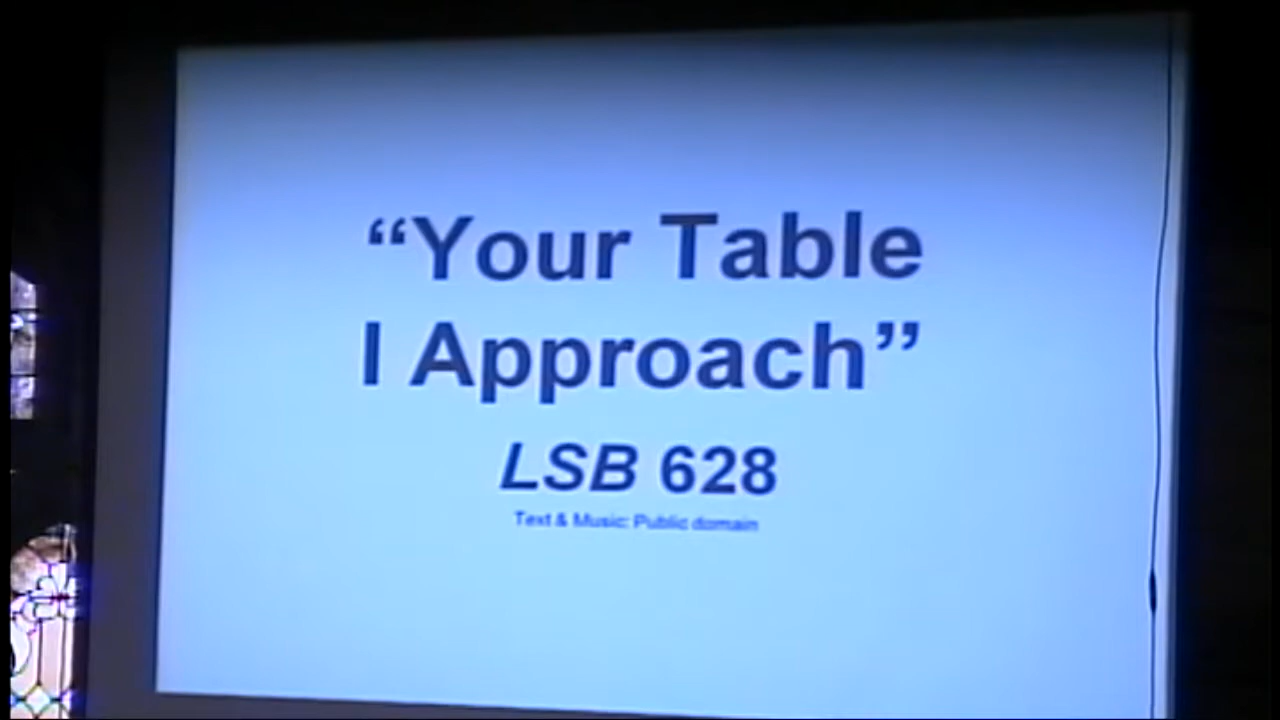 “Your Table
I Approach”
LSB 628
Text & Music: Public domain